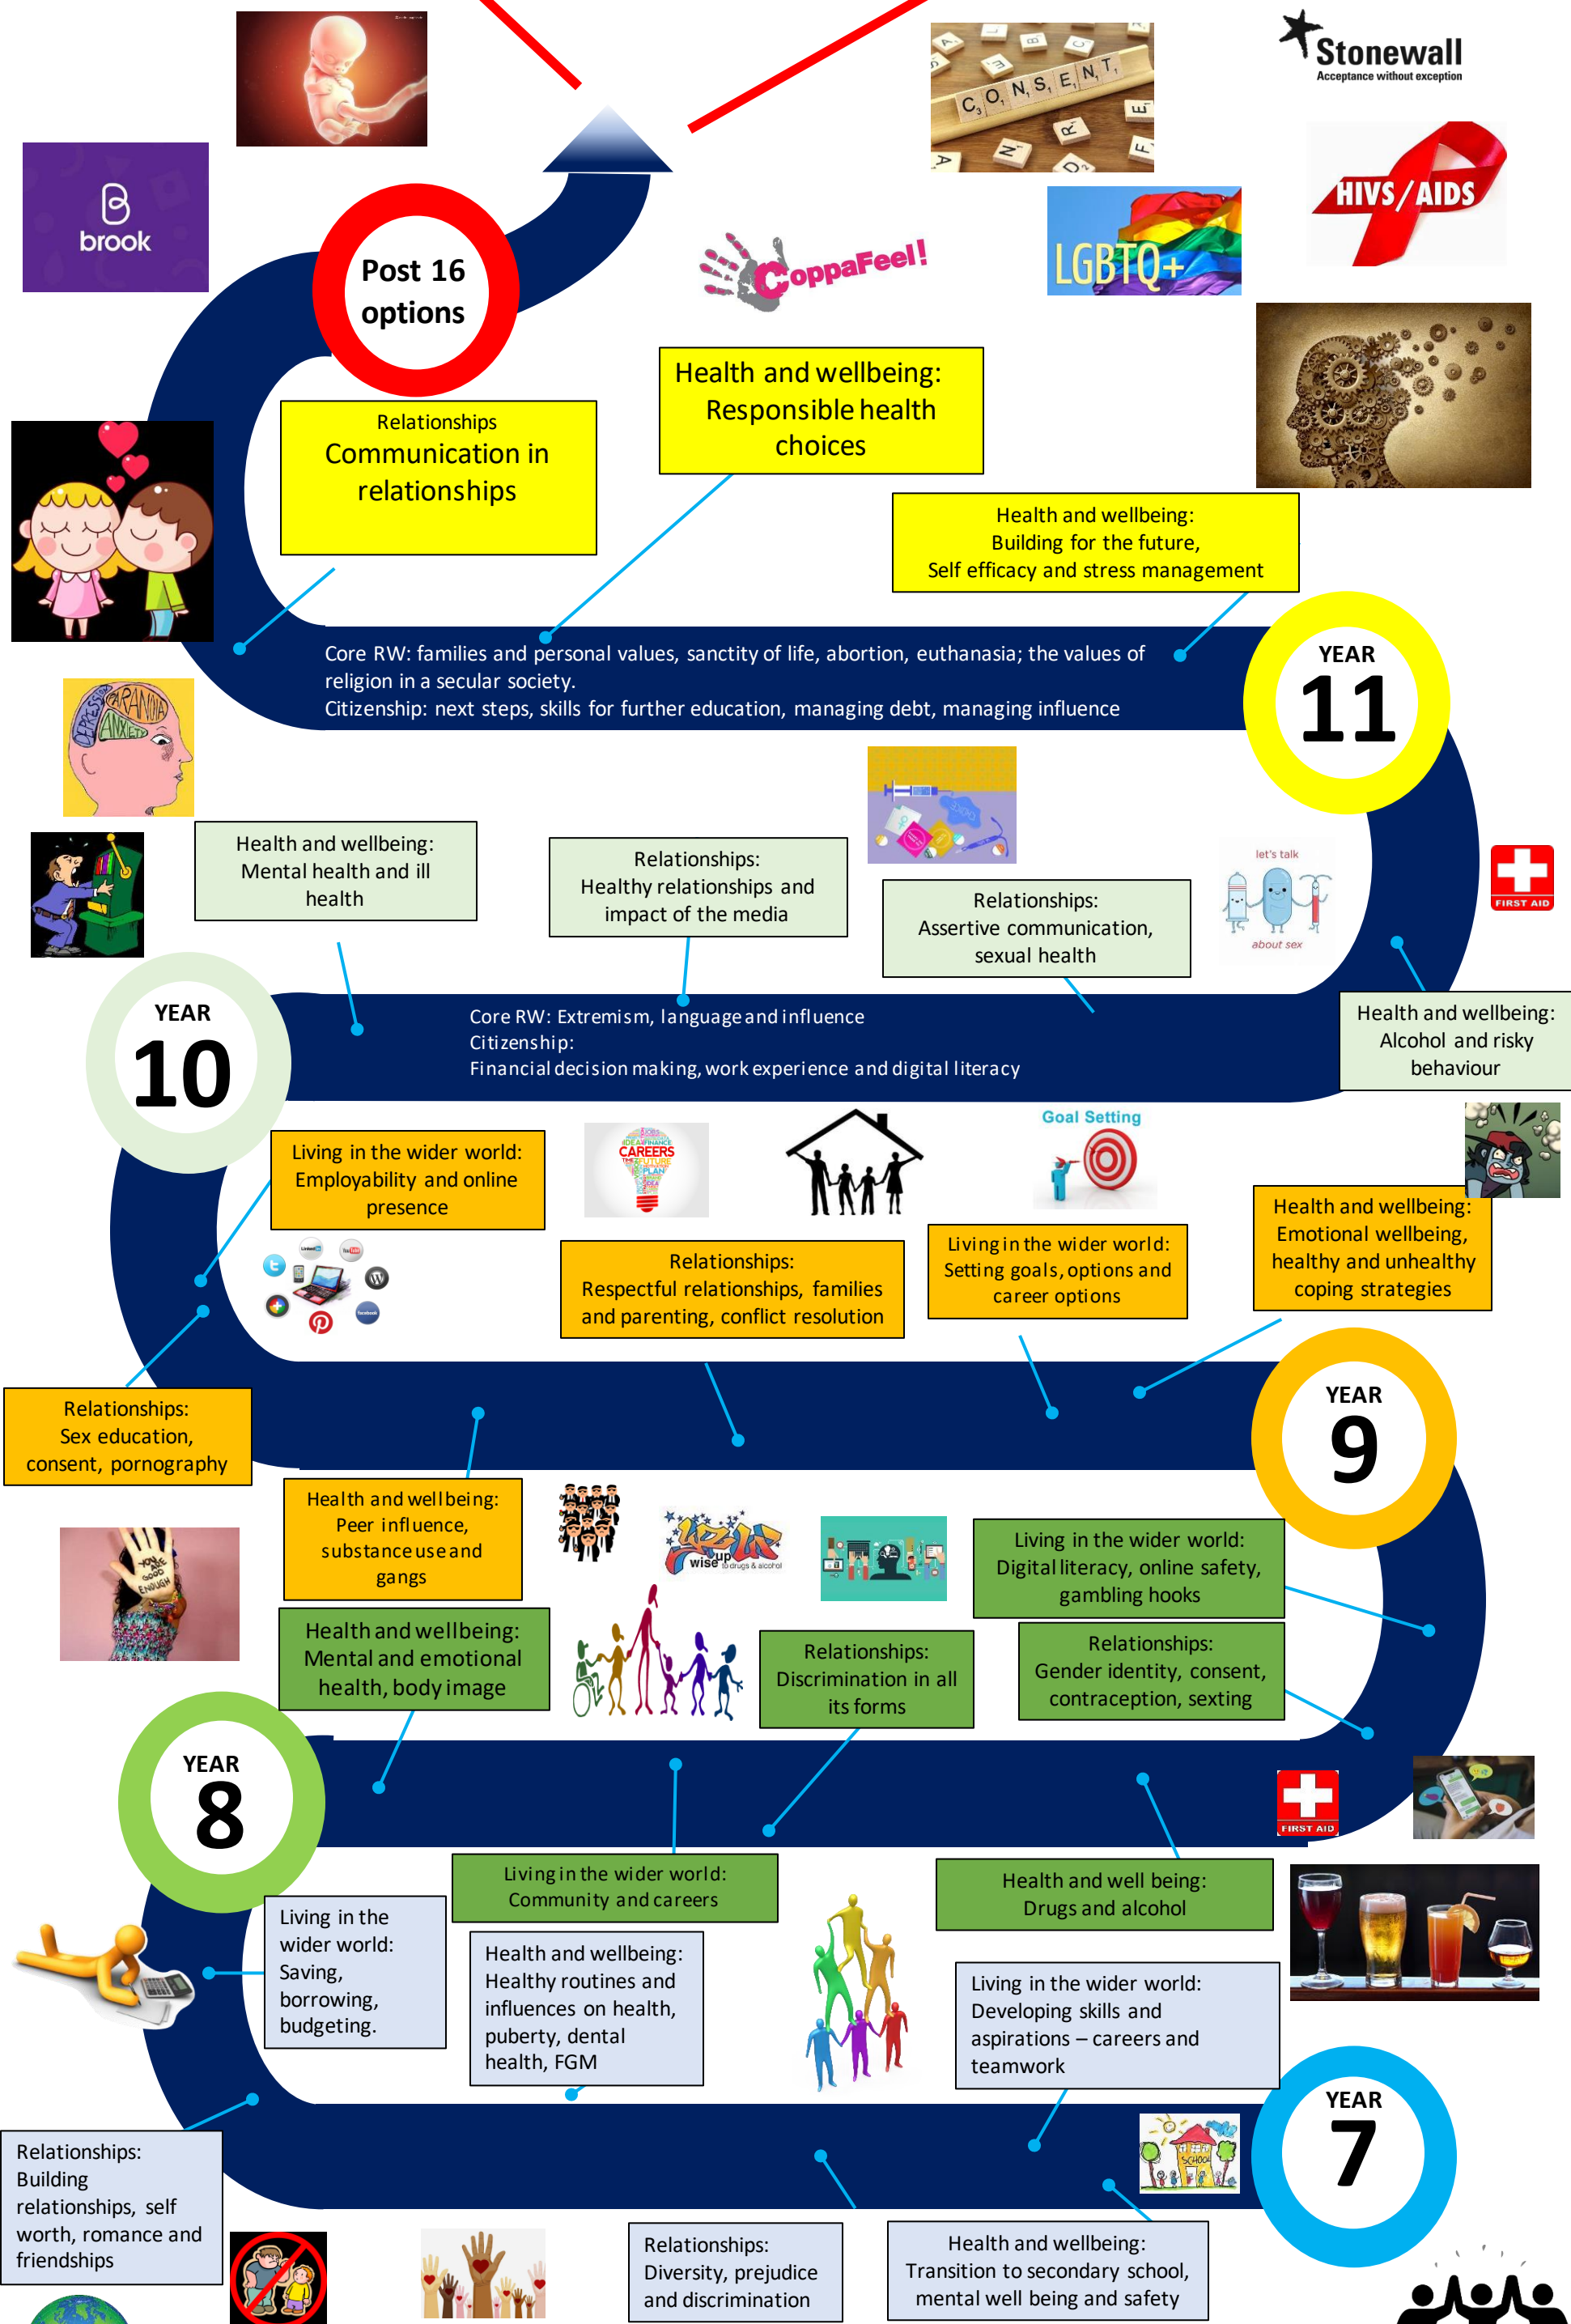 Stonewall
Acceptance without exception
CONSENT
B
brook
HIVS/AIDS
LGBTQ+
CoppaFeel!
Post 16
options
Health and wellbeing:
Responsible health
choices
Relationships
Communication in
relationships
Health and wellbeing:
Building for the future,
Self efficacy and stress management
Core RW: families and personal values, sanctity of life, abortion, euthanasia; the values of
religion in a secular society.
Citizenship: next steps, skills for further education, managing debt, managing influence
YEAR
11
DEPRESSION
PARANOIA
ANXIETY
Health and wellbeing:
Mental health and ill
health
Relationships:
Healthy relationships and
impact of the media
Relationships:
Assertive communication,
sexual health
let's talk
about sex
FIRST AID
YEAR
10
Core RW: Extremism, language and influence
Citizenship:
Financial decision making, work experience and digital literacy
Health and wellbeing:
Alcohol and risky
behaviour
Living in the wider world:
Employability and online
presence
CAREERS
Goal Setting
Health and wellbeing:
Emotional wellbeing,
healthy and unhealthy
coping strategies
Relationships:
Respectful relationships, families
and parenting, conflict resolution
Living in the wider world:
Setting goals, options and
career options
Relationships:
Sex education,
consent, pornography
YEAR
9
Health and wellbeing:
Peer influence,
substance use and
gangs
wise up
to drugs & alcohol
YOU
ARE
GOOD
ENOUGH
Living in the wider world:
Digital literacy, online safety,
gambling hooks
Health and wellbeing:
Mental and emotional
health, body image
Relationships:
Discrimination in all
its forms
Relationships:
Gender identity, consent,
contraception, sexting
YEAR
8
FIRST AID
Living in the wider world:
Community and careers
Health and well being:
Drugs and alcohol
Living in the
wider world:
Saving,
borrowing,
budgeting.
Health and wellbeing:
Healthy routines and
influences on health,
puberty, dental
health, FGM
Living in the wider world:
Developing skills and
aspirations – careers and
teamwork
YEAR
7
SCHOOL
Relationships:
Building
relationships, self
worth, romance and
friendships
Relationships:
Diversity, prejudice
and discrimination
Health and wellbeing:
Transition to secondary school,
mental well being and safety